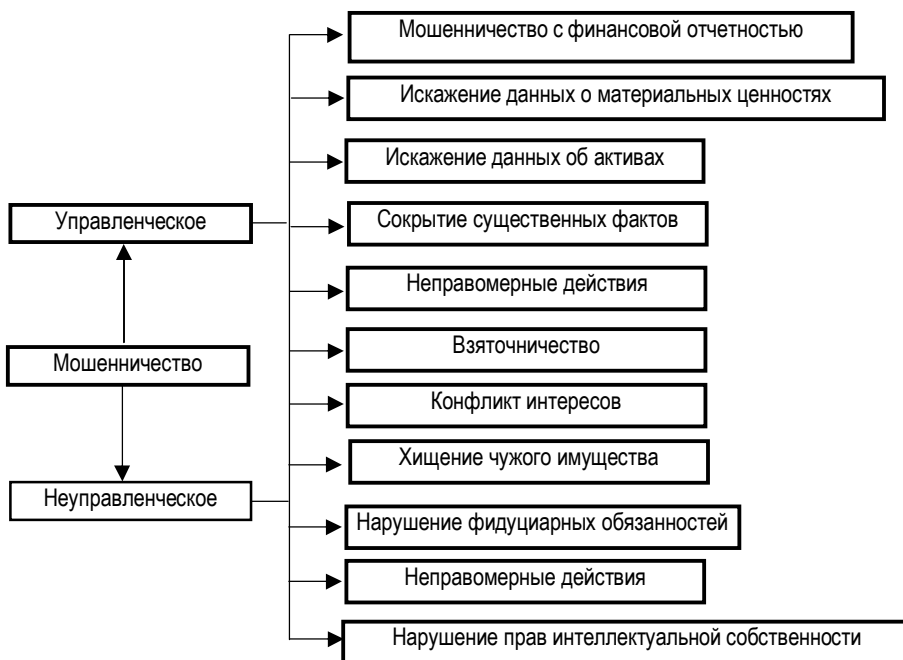 Мошенничество с финансовой отчетностью
Искажение данных о материальных ценностях
Искажение данных об активах
Управленческое
Сокрытие существенных фактов
Неправомерные действия
Взяточничество
Мошенничество
Конфликт интересов
Хищение чужого имущества
Неуправленческое
Нарушение фидуциарных обязанностей
Неправомерные действия
Нарушение прав интеллектуальной собственности